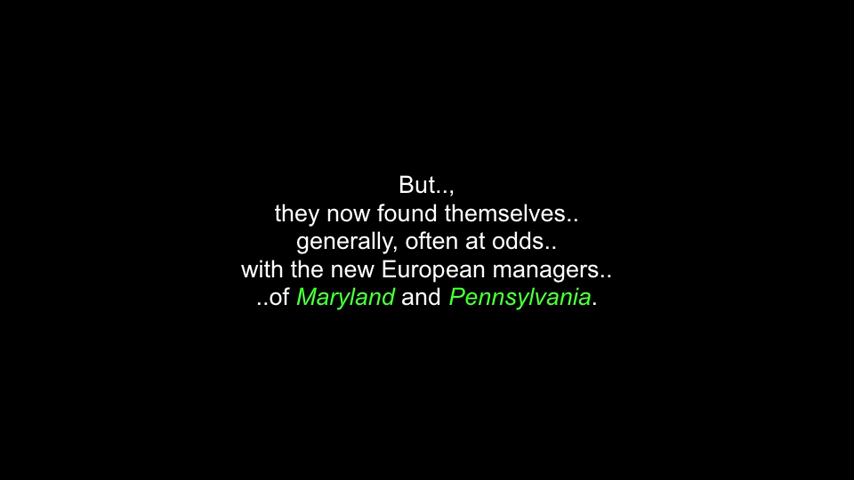 But..,
they now found themselves..
generally, often at odds..
with the new European managers..
..of Maryland and Pennsylvania.